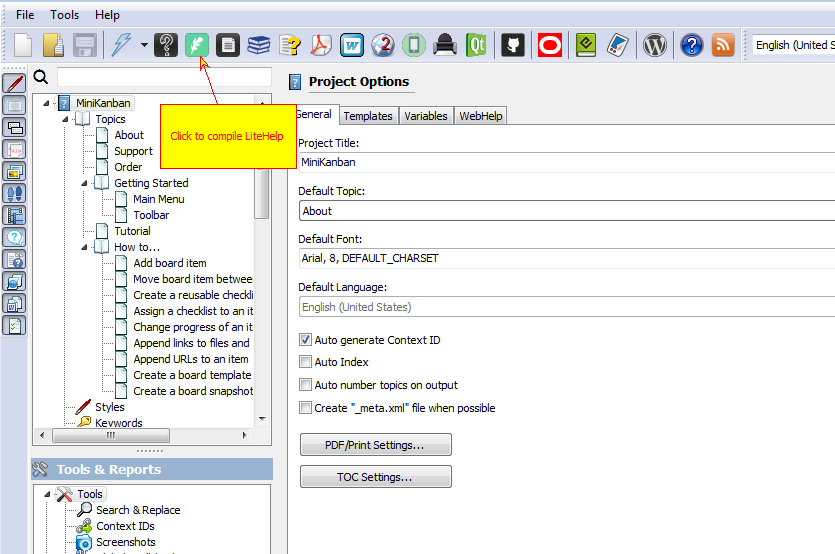 File Tools Help
W
2
Qt
English (United S
MiniKanban
Topics
About
Support
Order
Getting Started
Main Menu
Toolbar
Tutorial
How to...
Add board item
Move board item between
Create a reusable checkli
Assign a checklist to an it
Change progress of an it
Append links to files and
Append URLs to an item
Create a board template
Create a board snapshot
Styles
Keywords
Click to compile LiteHelp
Tools & Reports
Tools
Search & Replace
Context IDs
Screenshots
Project Options
General Templates Variables WebHelp
Project Title:
MiniKanban
Default Topic:
About
Default Font:
Arial, 8, DEFAULT_CHARSET
Default Language:
English (United States)
Auto generate Context ID
Auto Index
Auto number topics on output
Create "_meta.xml" file when possible
PDF/Print Settings...
TOC Settings...